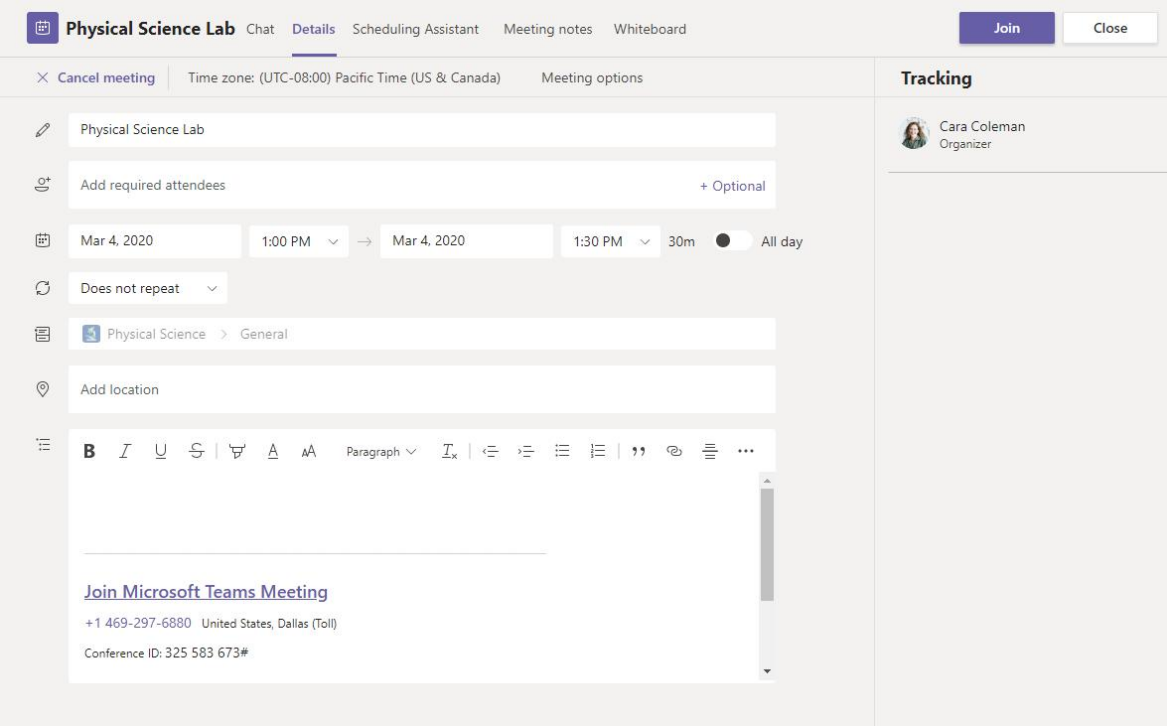 Physical Science Lab Chat Details Scheduling Assistant Meeting notes Whiteboard Join Close
Cancel meeting Time zone: (UTC-08:00) Pacific Time (US & Canada) Meeting options
Tracking
Cara Coleman
Organizer
Physical Science Lab
Add required attendees + Optional
Mar 4, 2020 1:00 PM → Mar 4, 2020 1:30 PM 30m All day
Does not repeat
Physical Science > General
Add location
B I U S A AA Paragraph Ix
Join Microsoft Teams Meeting
+1 469-297-6880 United States, Dallas (Toll)
Conference ID: 325 583 673#